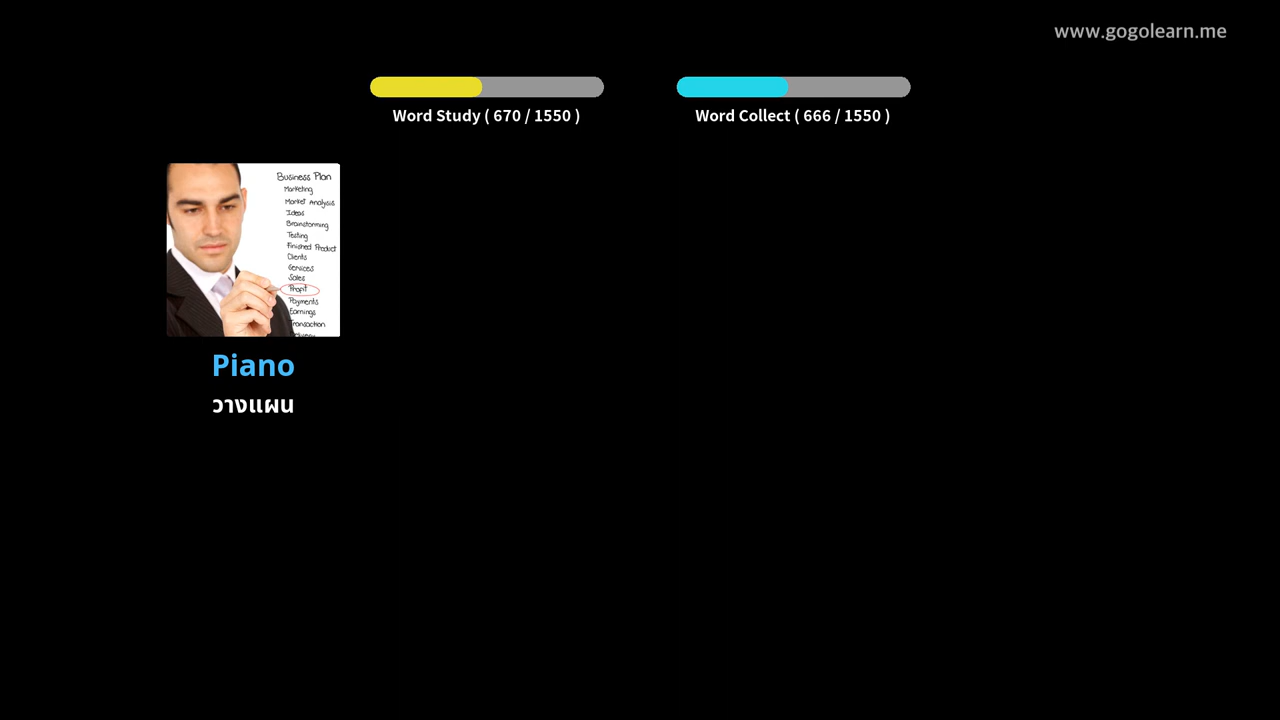 www.gogolearn.me
Word Study ( 670 / 1550 )
Word Collect ( 666 / 1550 )
Business Plan
Marketing
Market Analysis
Ideas
Brainstorming
Testing
Finished Product
Clients
Services
Sales
Profit
Payments
Earnings
Transaction
Piano
วางแผน